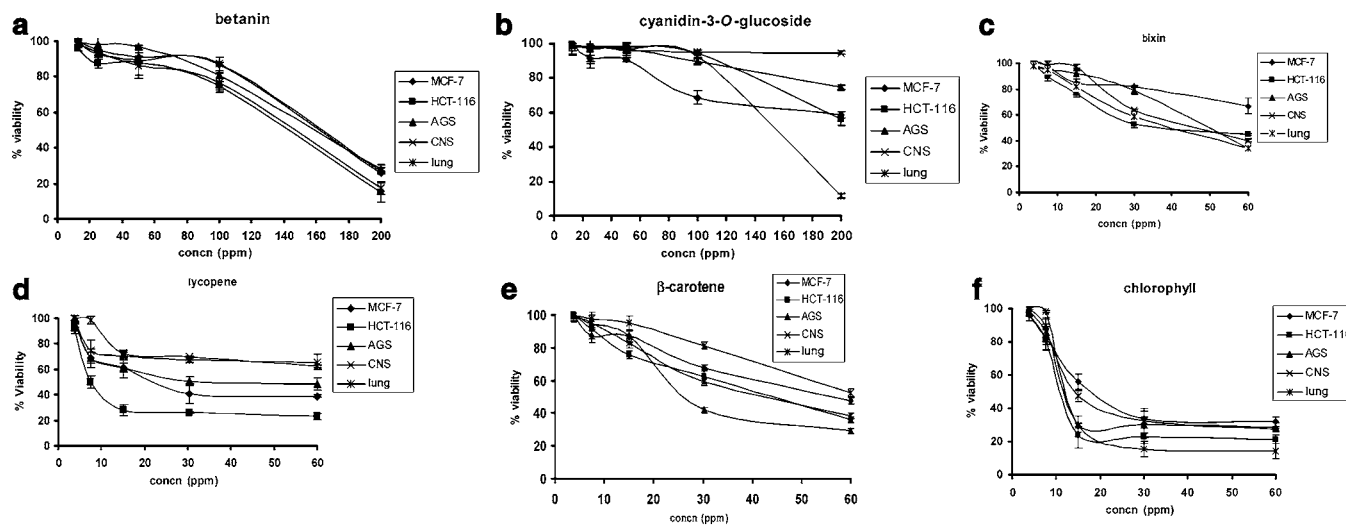 a
betanin
% viability
100
80
60
40
20
0
0 20 40 60 80 100 120 140 160 180 200
concn (ppm)
MCF-7
HCT-116
AGS
CNS
lung
b
cyanidin-3-O-glucoside
% viability
100
80
60
40
20
0
0 20 40 60 80 100 120 140 160 180 200
concn (ppm)
MCF-7
HCT-116
AGS
CNS
lung
c
bixin
% Viability
100
80
60
40
20
0
0 10 20 30 40 50 60
concn (ppm)
MCF-7
HCT-116
AGS
CNS
lung
d
lycopene
% Viability
100
80
60
40
20
0
0 10 20 30 40 50 60
concn (ppm)
MCF-7
HCT-116
AGS
CNS
lung
e
β-carotene
% viability
100
80
60
40
20
0
0 10 20 30 40 50 60
concn (ppm)
MCF-7
HCT-116
AGS
CNS
lung
f
chlorophyll
% viability
100
80
60
40
20
0
0 10 20 30 40 50 60
concn (ppm)
MCF-7
HCT-116
AGS
CNS
lung